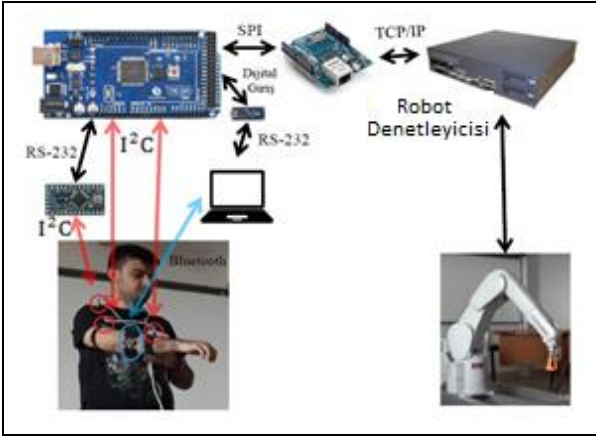 SPI
TCP/IP
Dijital
Giriş
Robot
Denetleyicisi
RS-232
I²C
RS-232
I²C
Bluetooth